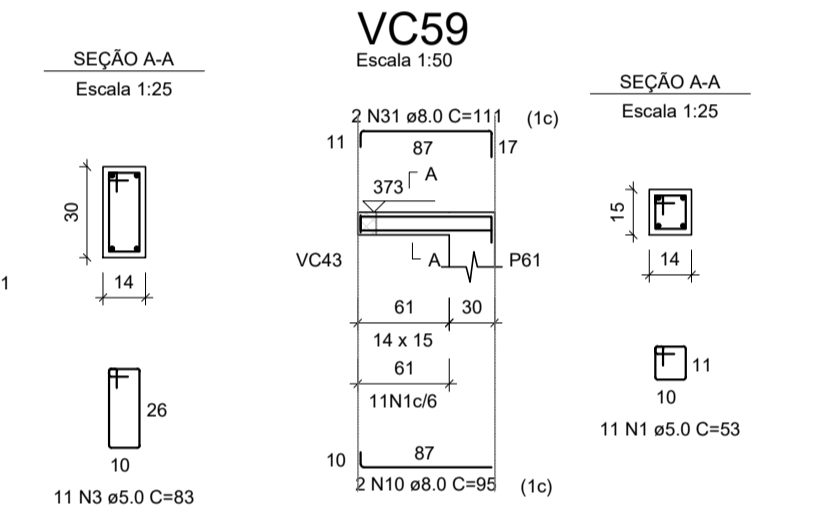 SEÇÃO A-A
Escala 1:25
30
14
1
26
10
11 N3 ø5.0 C=83
VC59
Escala 1:50
2 N31 ø8.0 C=111 (1c)
11 87 17
A
373
VC43 A P61
61 30
14 x 15
61
11N1c/6
10 87
2 N10 ø8.0 C=95 (1c)
SEÇÃO A-A
Escala 1:25
15
14
11
10
11 N1 ø5.0 C=53